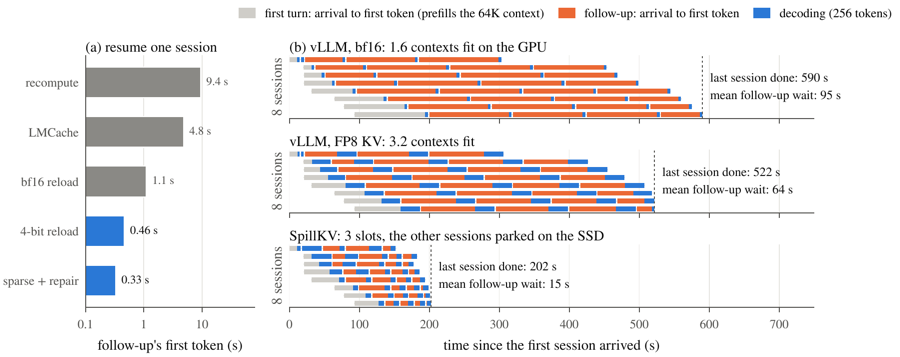 first turn: arrival to first token (prefills the 64K context)
follow-up: arrival to first token
decoding (256 tokens)
(a) resume one session
recompute
9.4 s
LMCache
4.8 s
bf16 reload
1.1 s
4-bit reload
0.46 s
sparse + repair
0.33 s
0.1
1
10
follow-up's first token (s)
(b) vLLM, bf16: 1.6 contexts fit on the GPU
8 sessions
last session done: 590 s
mean follow-up wait: 95 s
vLLM, FP8 KV: 3.2 contexts fit
8 sessions
last session done: 522 s
mean follow-up wait: 64 s
SpillKV: 3 slots, the other sessions parked on the SSD
8 sessions
last session done: 202 s
mean follow-up wait: 15 s
0
100
200
300
400
500
600
700
time since the first session arrived (s)